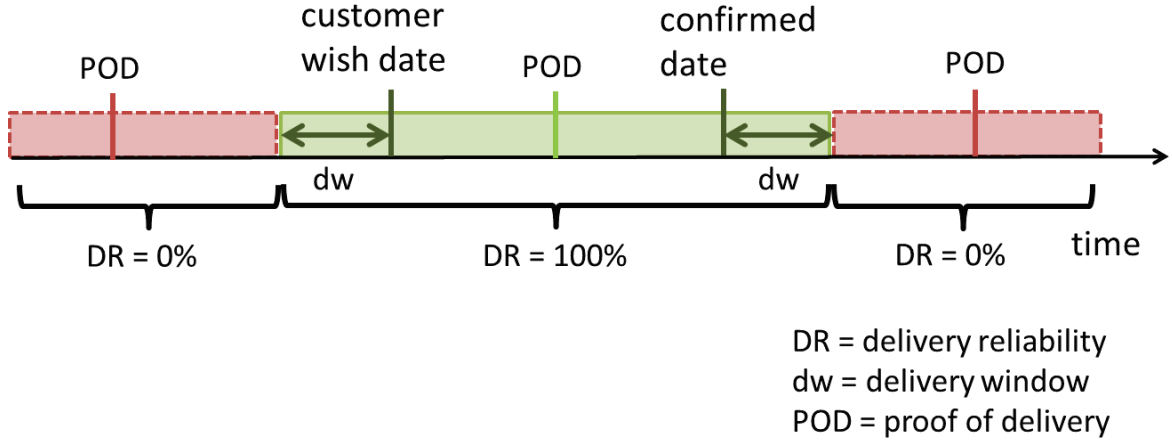 customer
wish date
confirmed
date
POD
POD
POD
dw
dw
DR = 0%
DR = 100%
DR = 0%
time
DR = delivery reliability
dw = delivery window
POD = proof of delivery